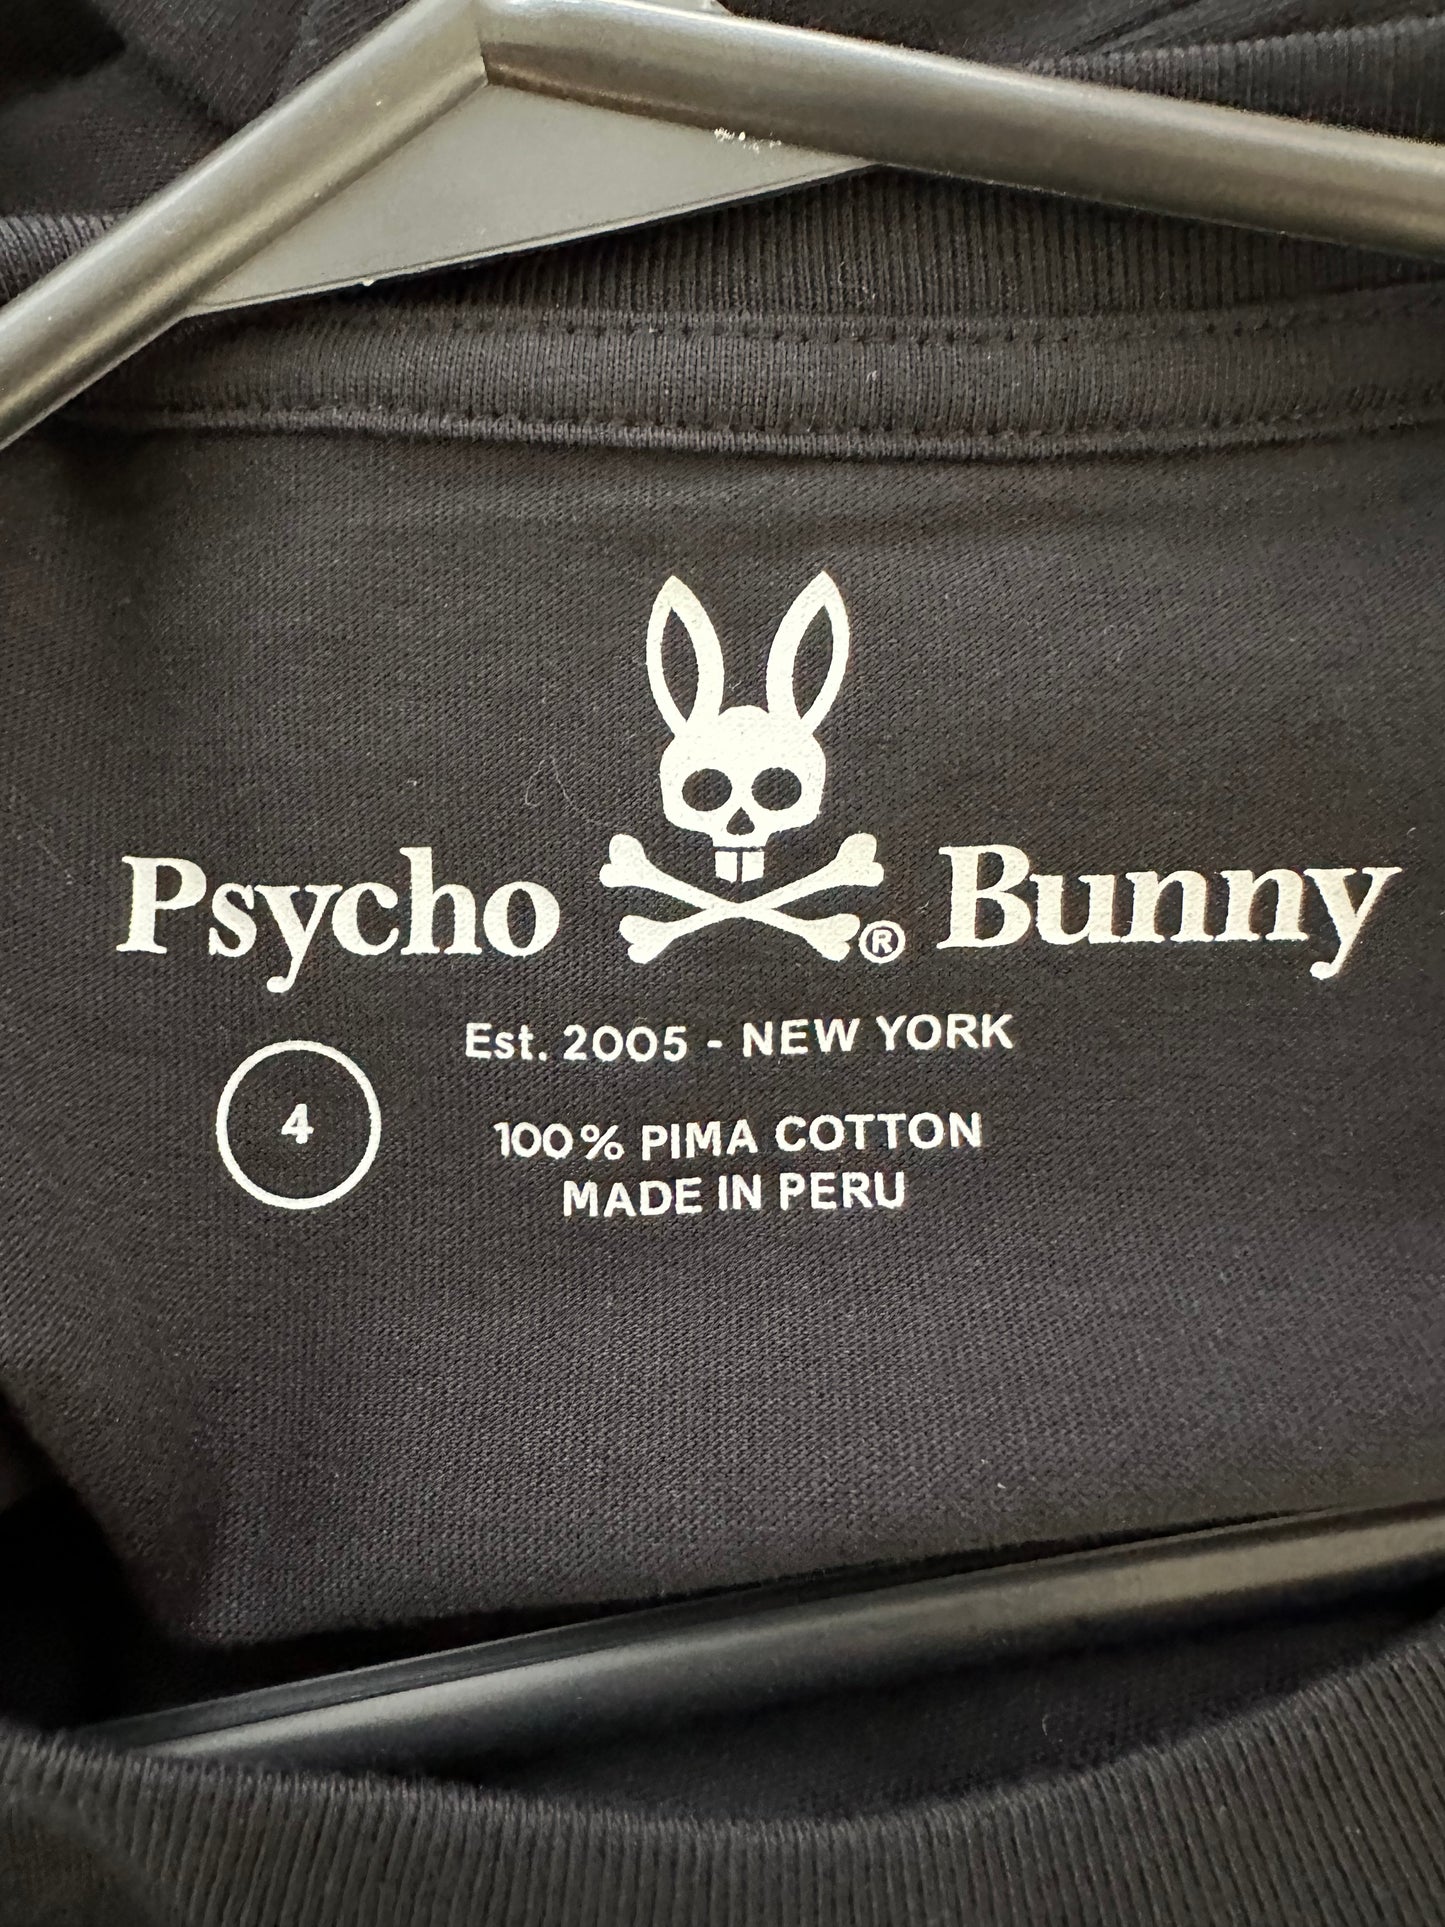 Psycho ® Bunny
Est. 2005 - NEW YORK
4
100% PIMA COTTON
MADE IN PERU